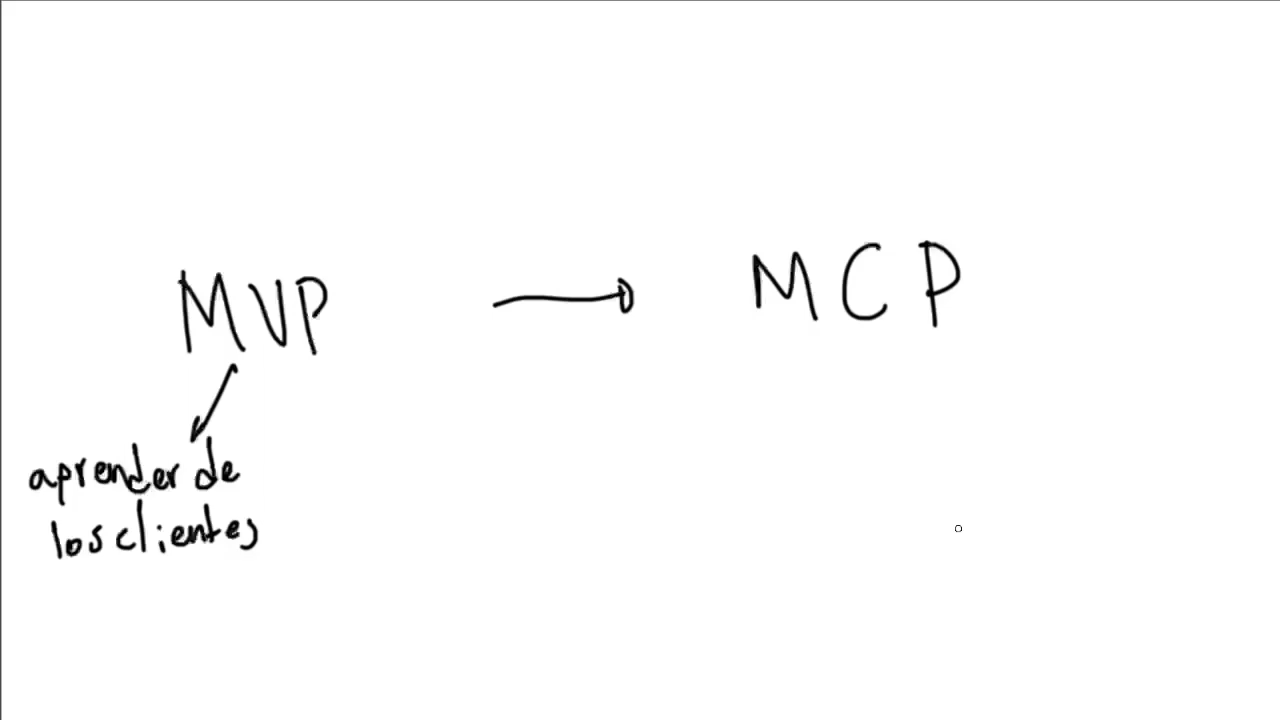 MVP → MCP
aprender de
los clientes